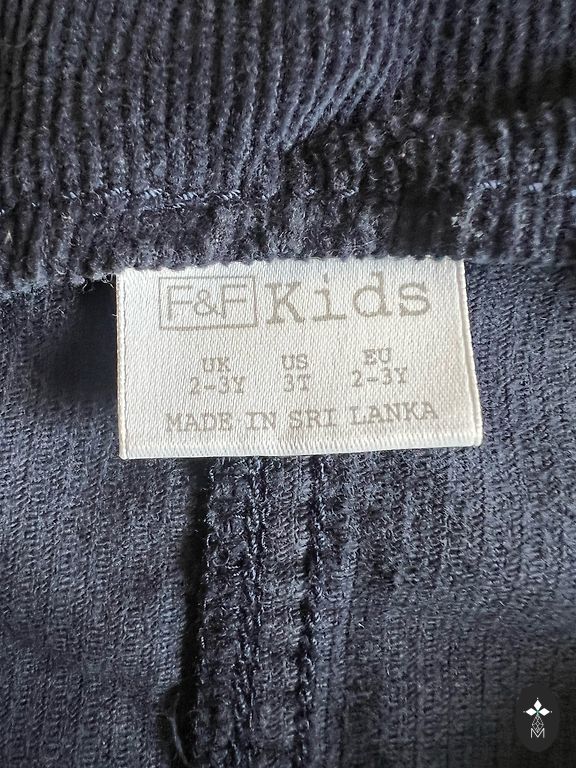 F&F Kids
UK US EU
2-3Y 3T 2-3Y
MADE IN SRI LANKA
M